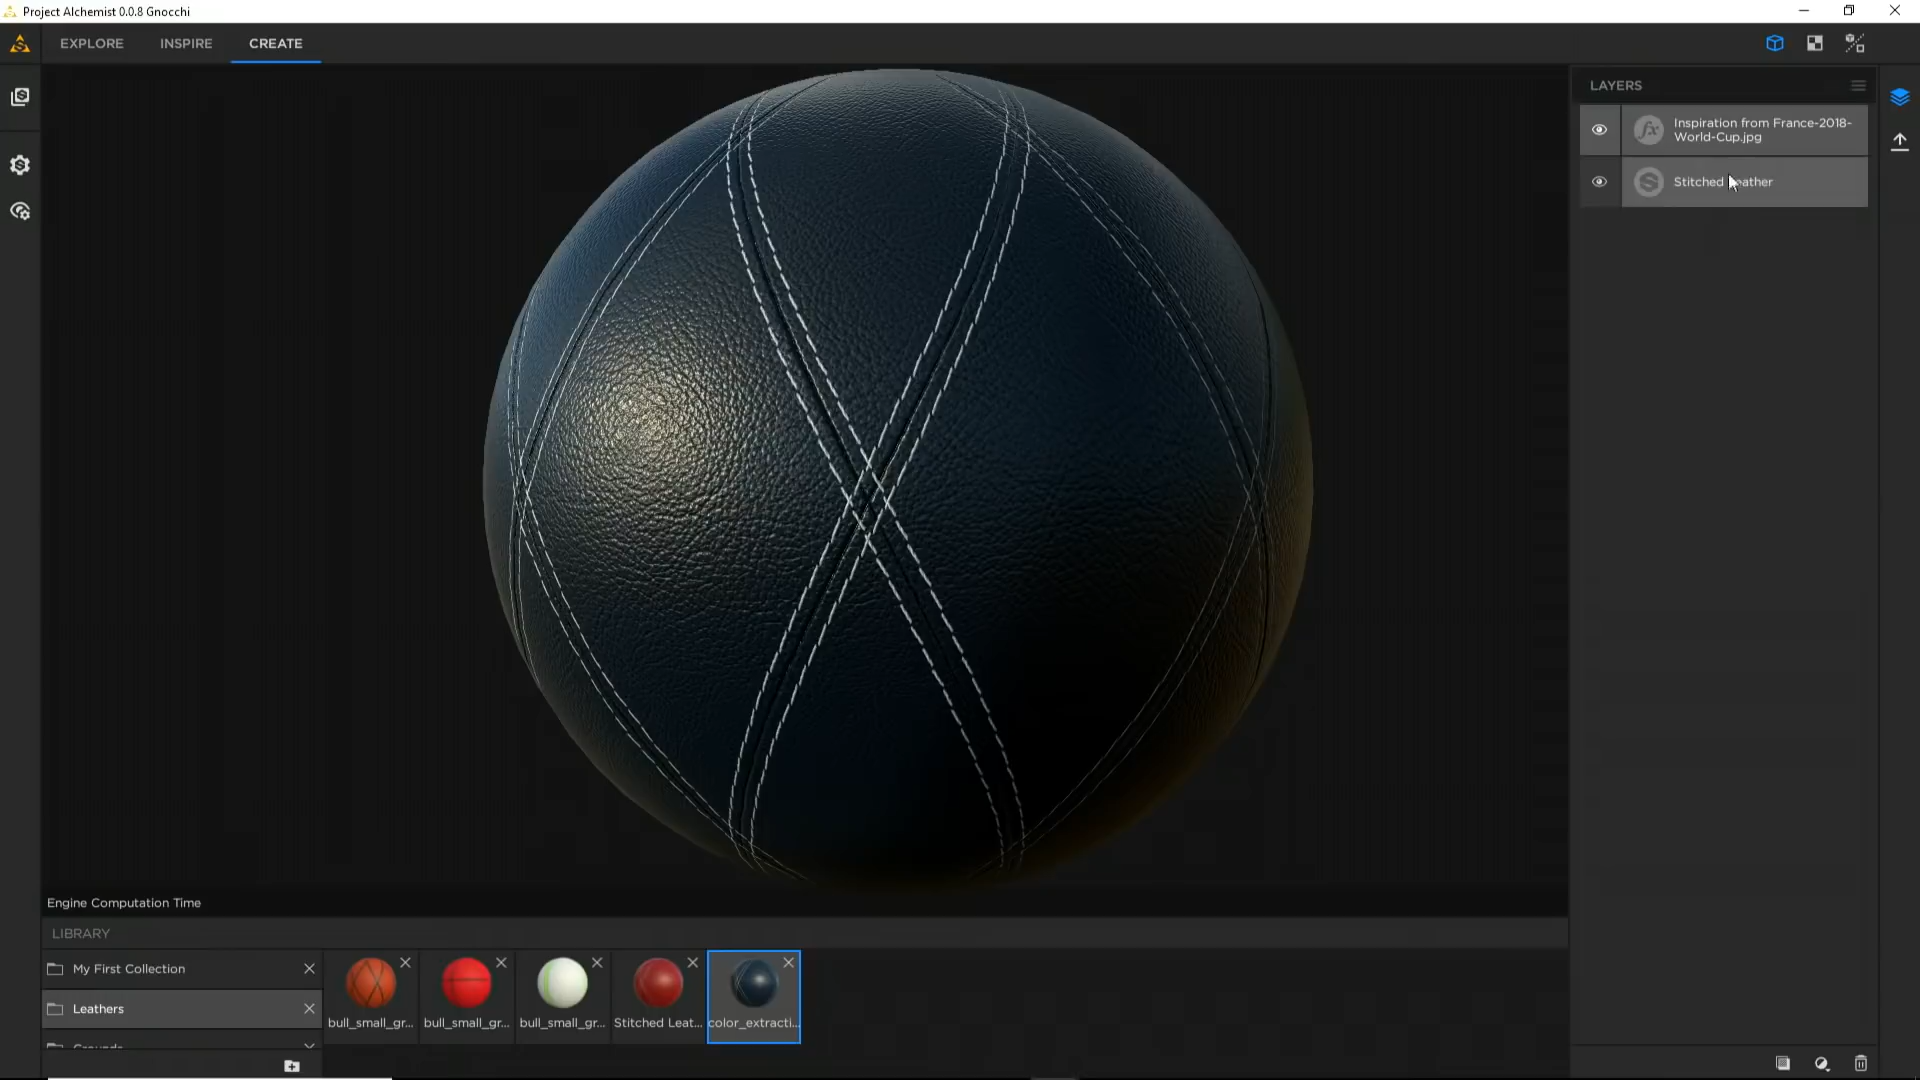 Project Alchemist 0.0.8 Gnocchi
EXPLORE
INSPIRE
CREATE
LAYERS
Inspiration from France-2018-
World-Cup.jpg
Stitched
Engine Computation Time
LIBRARY
My First Collection
Leathers
bull_small_gr...
bull_small_gr...
bull_small_gr...
Stitched Leat...
color_extracti...